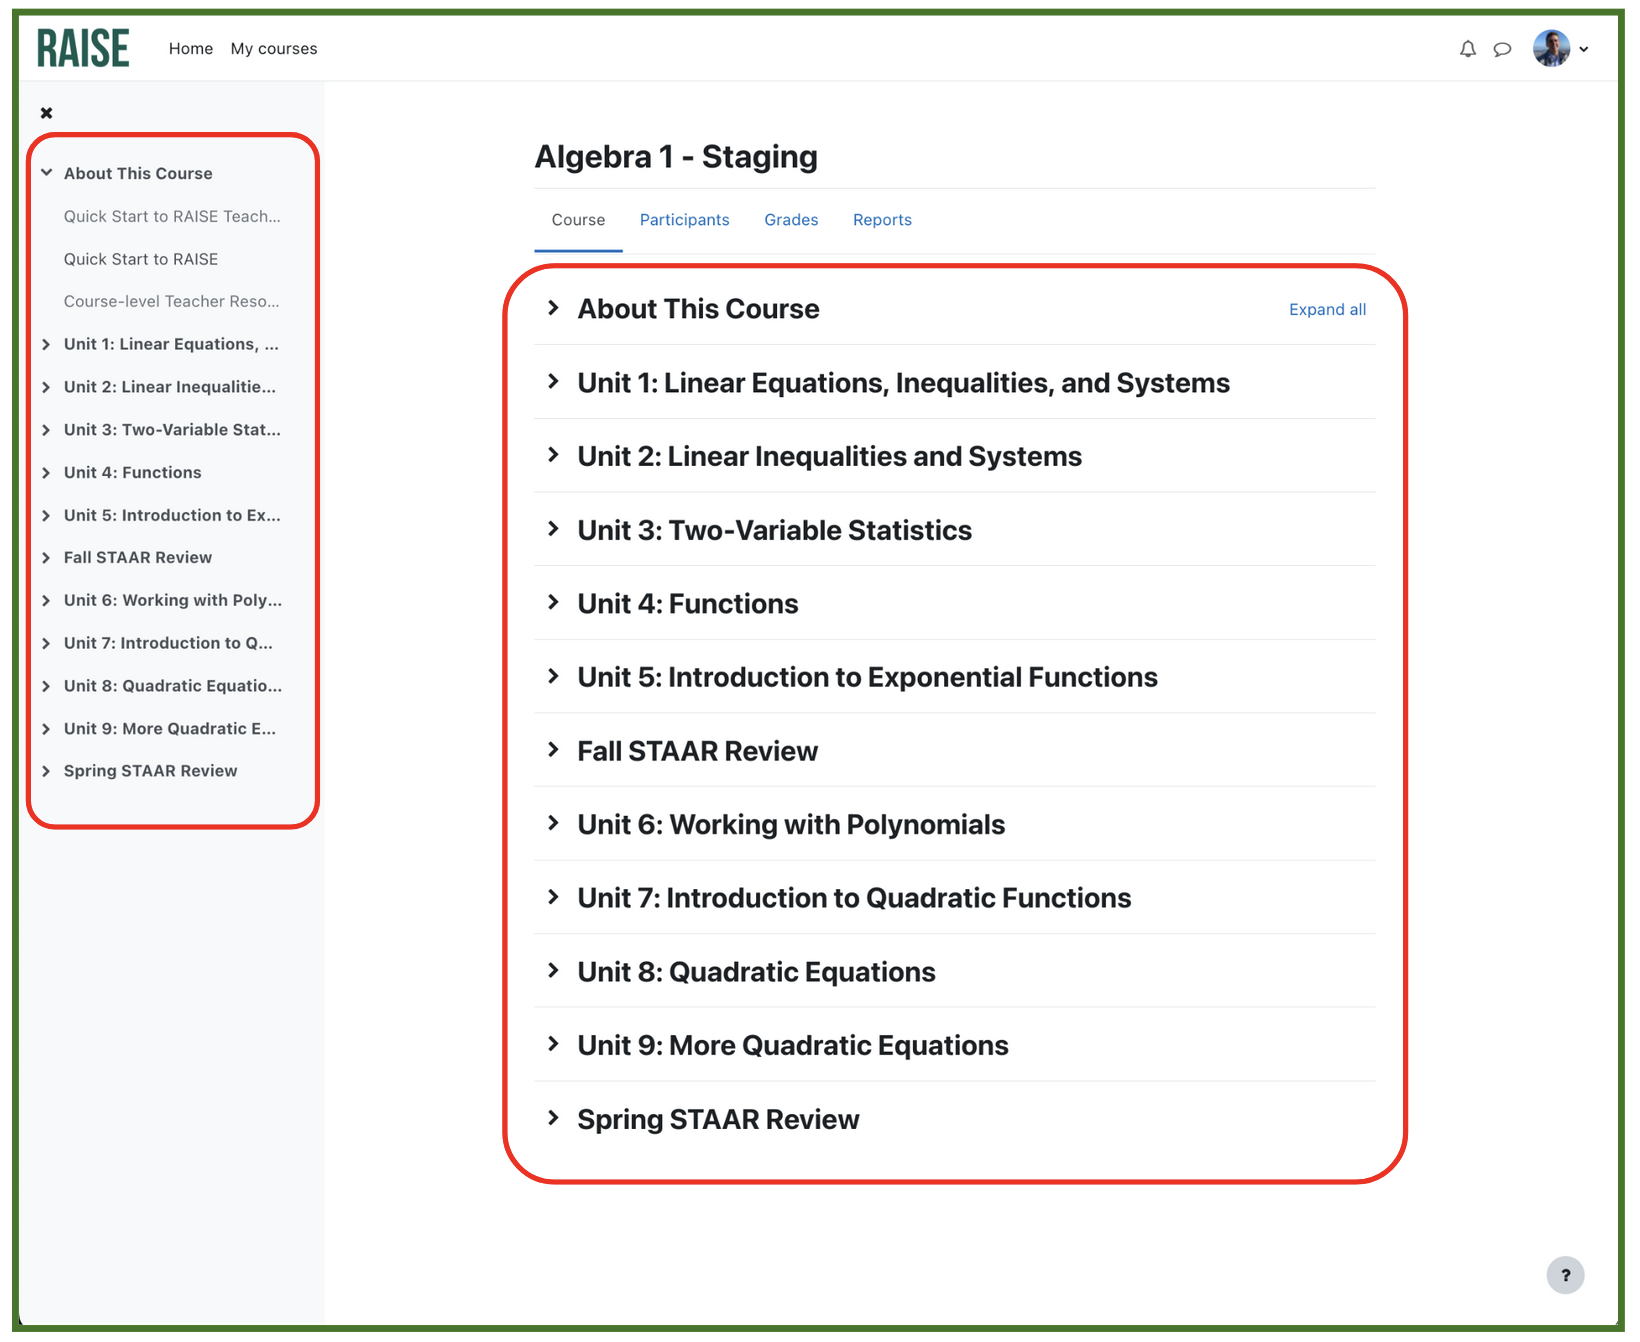 RAISE
Home My courses
About This Course
Quick Start to RAISE Teach...
Quick Start to RAISE
Course-level Teacher Reso...
Unit 1: Linear Equations, ...
Unit 2: Linear Inequalitie...
Unit 3: Two-Variable Stat...
Unit 4: Functions
Unit 5: Introduction to Ex...
Fall STAAR Review
Unit 6: Working with Poly...
Unit 7: Introduction to Q...
Unit 8: Quadratic Equatio...
Unit 9: More Quadratic E...
Spring STAAR Review
Algebra 1 - Staging
Course Participants Grades Reports
About This Course Expand all
Unit 1: Linear Equations, Inequalities, and Systems
Unit 2: Linear Inequalities and Systems
Unit 3: Two-Variable Statistics
Unit 4: Functions
Unit 5: Introduction to Exponential Functions
Fall STAAR Review
Unit 6: Working with Polynomials
Unit 7: Introduction to Quadratic Functions
Unit 8: Quadratic Equations
Unit 9: More Quadratic Equations
Spring STAAR Review
?